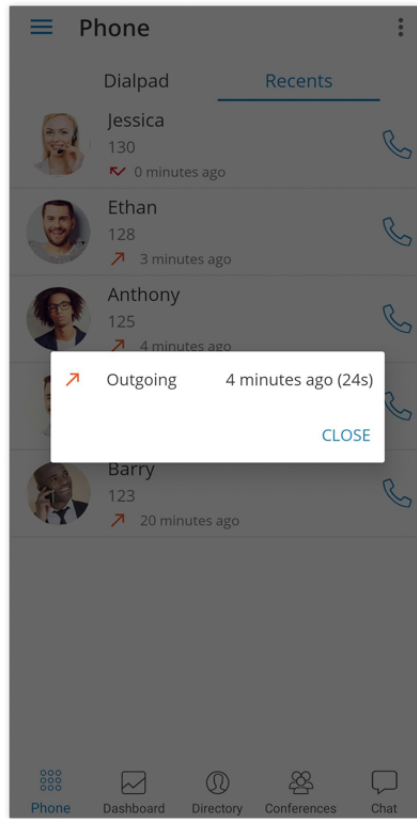 Phone
Dialpad Recents
Jessica
130
0 minutes ago
Ethan
128
3 minutes ago
Anthony
125
4 minutes ago
Outgoing 4 minutes ago (24s)
CLOSE
Barry
123
20 minutes ago
Phone Dashboard Directory Conferences Chat